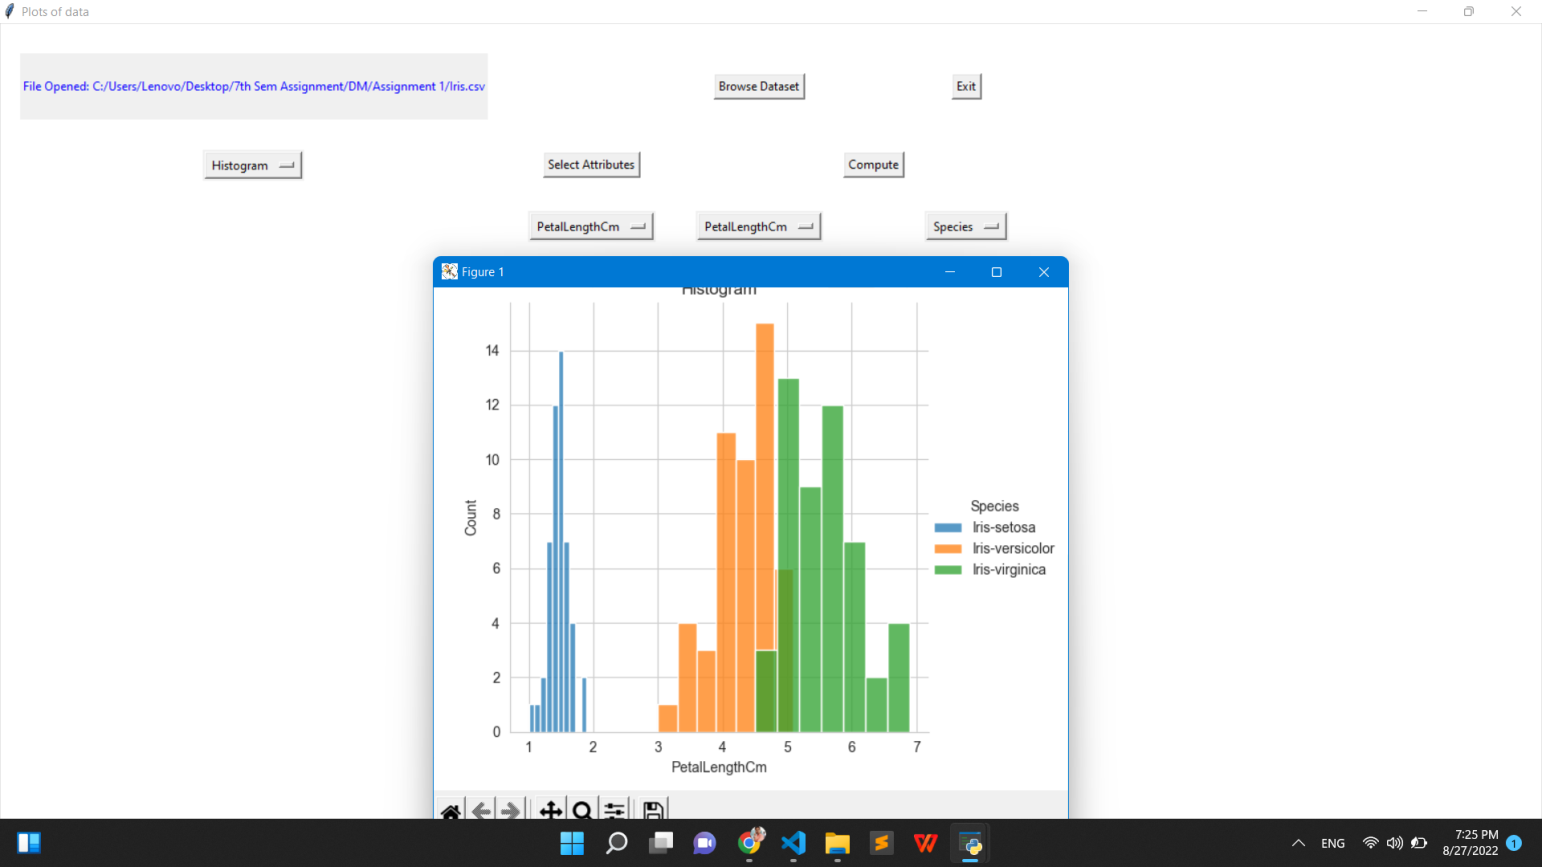 Plots of data
File Opened: C:/Users/Lenovo/Desktop/7th Sem Assignment/DM/Assignment 1/Iris.csv
Browse Dataset
Exit
Histogram
Select Attributes
Compute
PetalLengthCm
PetalLengthCm
Species
Figure 1
Histogram
14
12
10
8
6
4
2
0
Count
1 2 3 4 5 6 7
PetalLengthCm
Species
Iris-setosa
Iris-versicolor
Iris-virginica
ENG
7:25 PM
8/27/2022
1